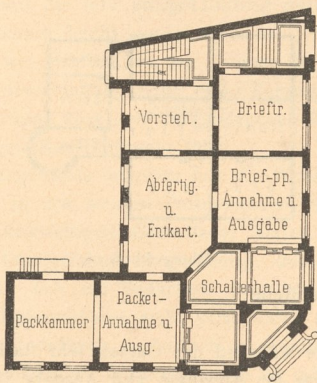 Vorsteh.
Brieftr.
Abfertig.
u.
Entkart.
Brief-pp.
Annahme u.
Ausgabe
Schalterhalle
Packkammer
Packet-
Annahme u
Ausg.